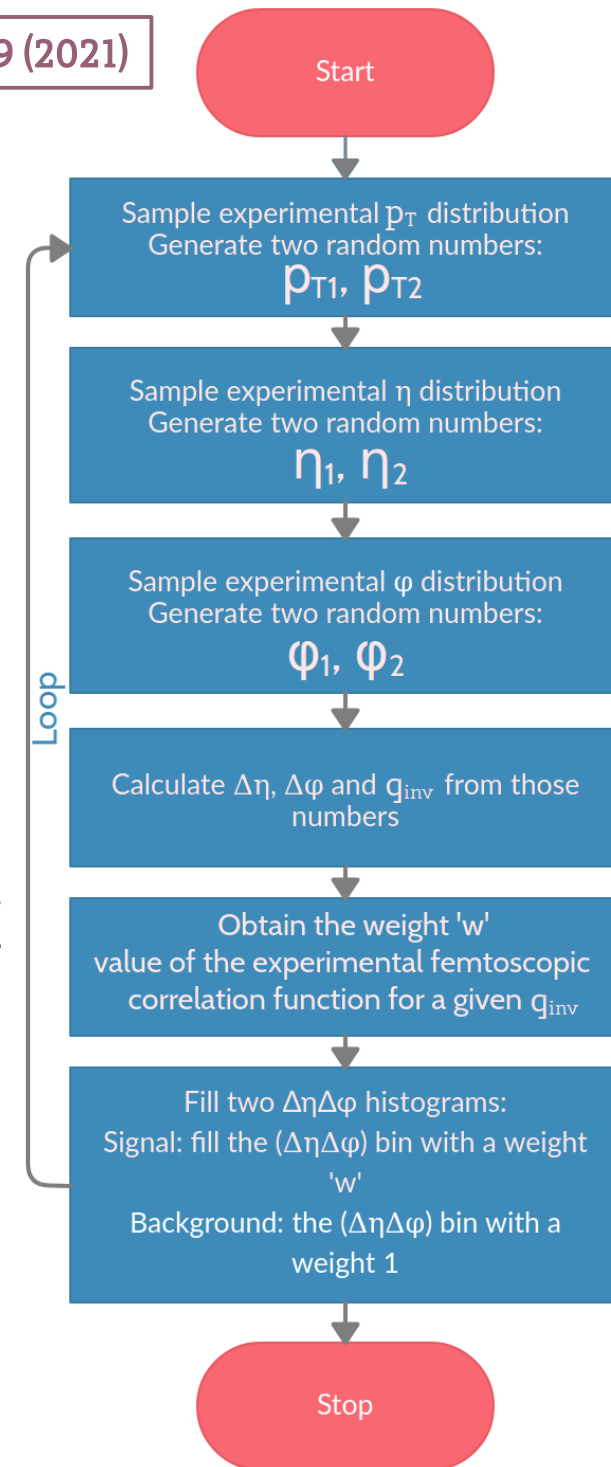 9 (2021)
Start
Sample experimental pT distribution
Generate two random numbers:
pT1, pT2
Sample experimental η distribution
Generate two random numbers:
η1, η2
Sample experimental φ distribution
Generate two random numbers:
φ1, φ2
Loop
Calculate Δη, Δφ and qinv from those
numbers
Obtain the weight 'w'
value of the experimental femtoscopic
correlation function for a given qinv
Fill two ΔηΔφ histograms:
Signal: fill the (ΔηΔφ) bin with a weight
'w'
Background: the (ΔηΔφ) bin with a
weight 1
Stop